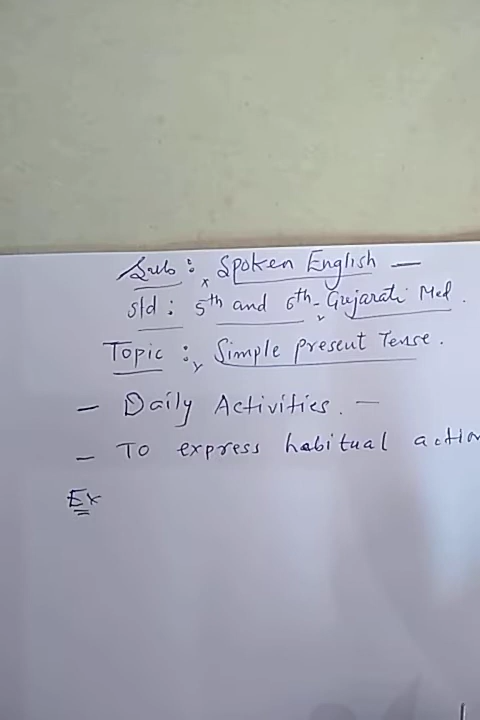 Sub : Spoken English —
Std : 5th and 6th - Gujarati Med.
Topic : Simple present Tense.
— Daily Activities. —
— To express habitual action
Ex